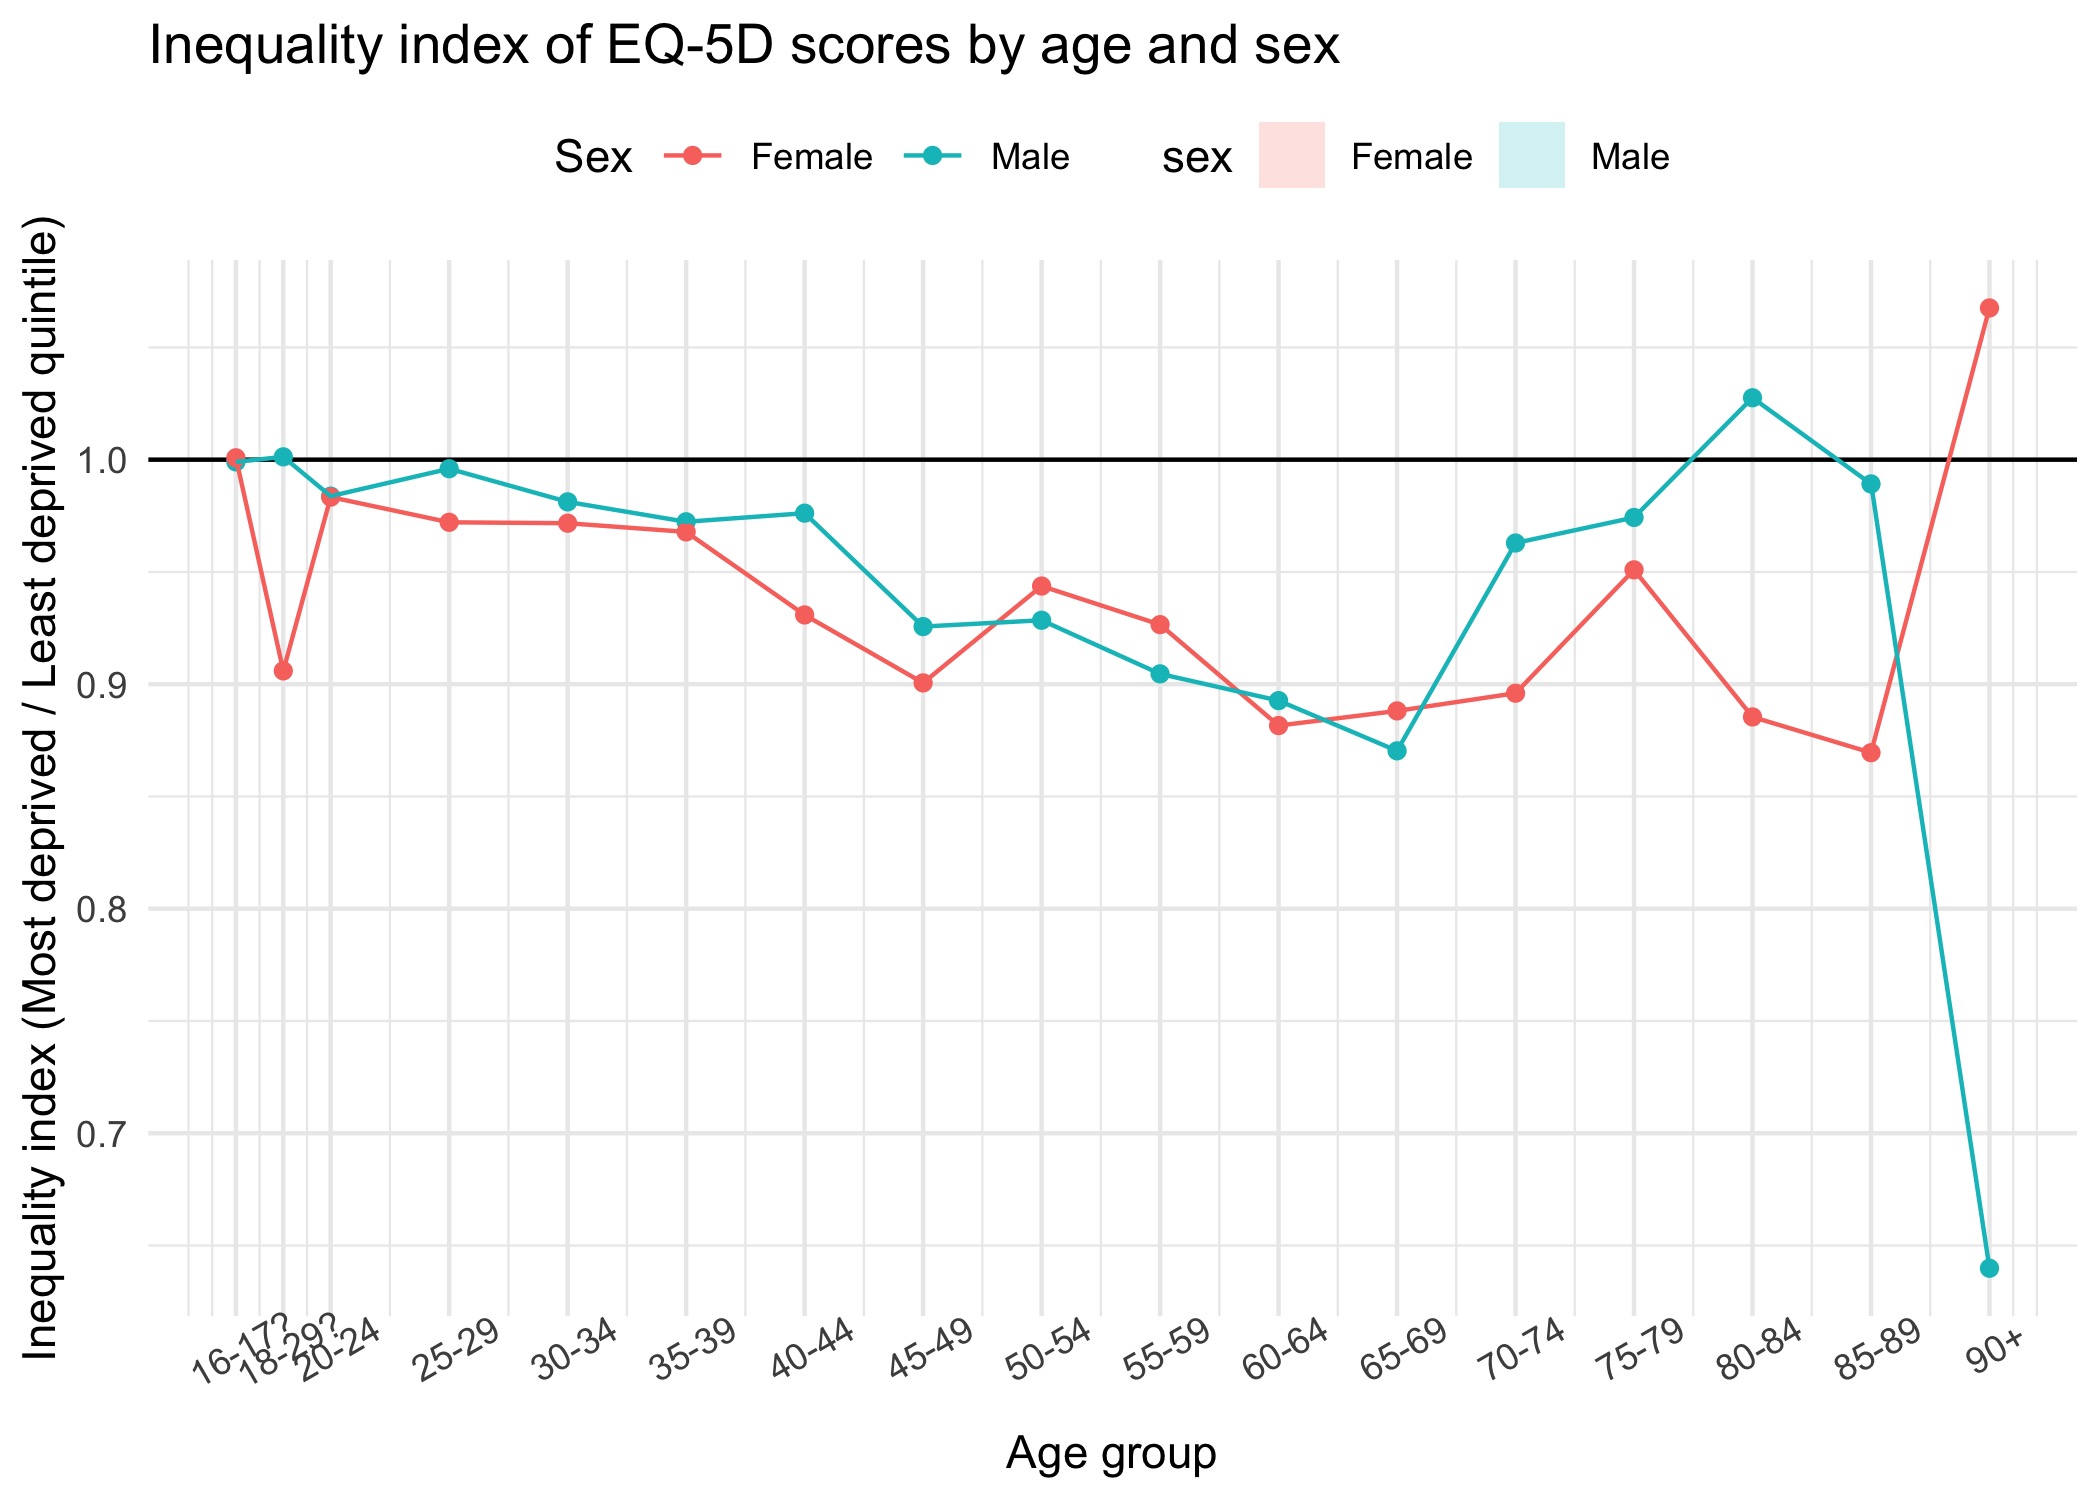 Inequality index of EQ-5D scores by age and sex
Sex Female Male sex Female Male
Inequality index (Most deprived / Least deprived quintile)
1.0
0.9
0.8
0.7
16-17? 18-29? 20-24 25-29 30-34 35-39 40-44 45-49 50-54 55-59 60-64 65-69 70-74 75-79 80-84 85-89 90+
Age group